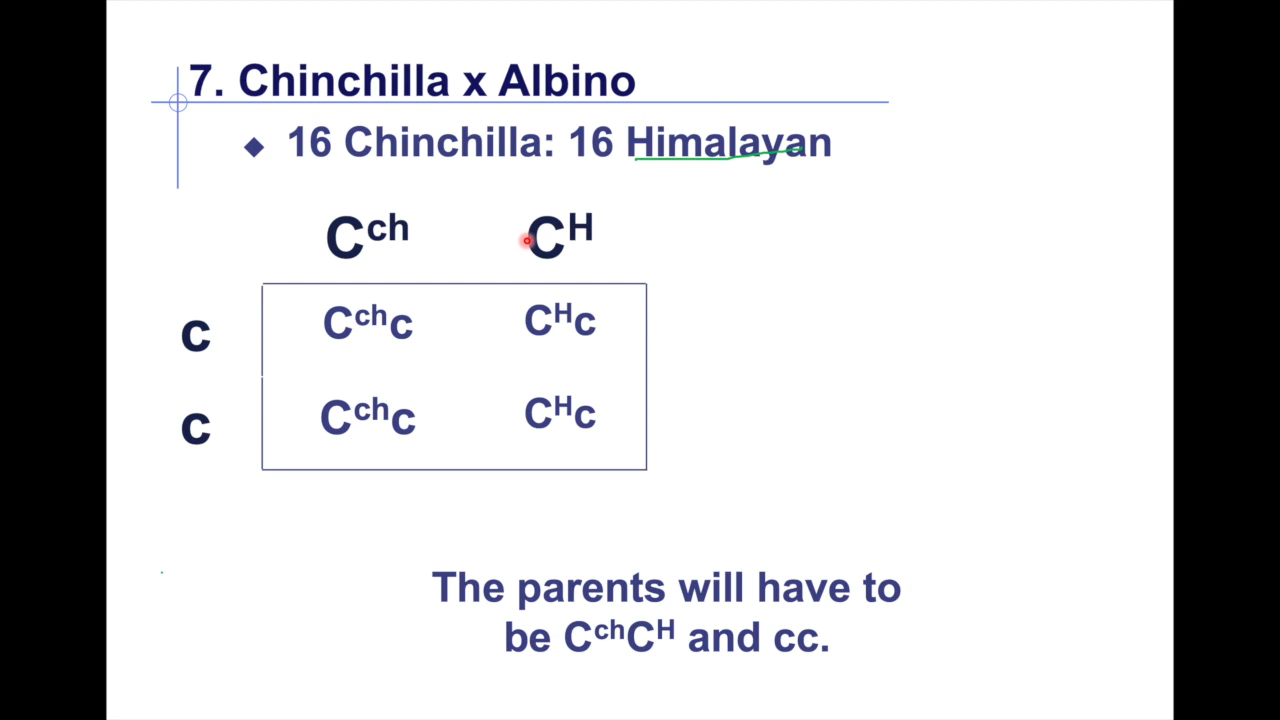 7. Chinchilla x Albino
◆ 16 Chinchilla: 16 Himalayan
Cᶜʰ Cᴴ
c Cᶜʰc Cᴴc
c Cᶜʰc Cᴴc
The parents will have to
be CᶜʰCᴴ and cc.